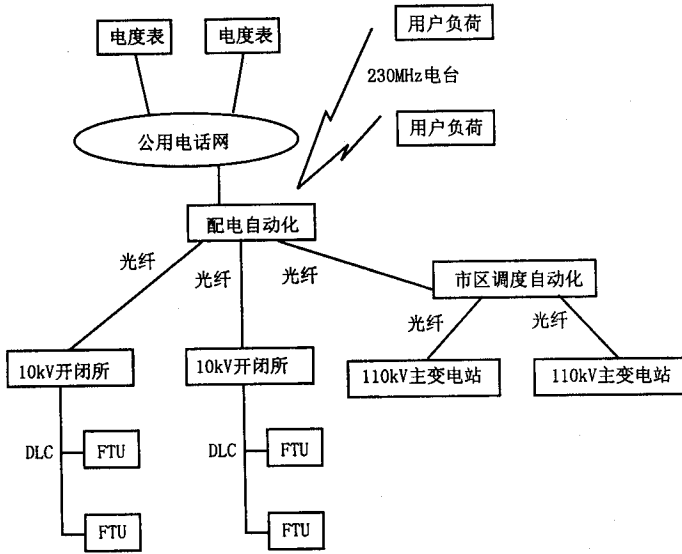 电度表
电度表
用户负荷
230MHz电台
公用电话网
用户负荷
配电自动化
光纤
光纤
光纤
市区调度自动化
光纤
光纤
10kV开闭所
10kV开闭所
110kV主变电站
110kV主变电站
DLC
FTU
DLC
FTU
FTU
FTU